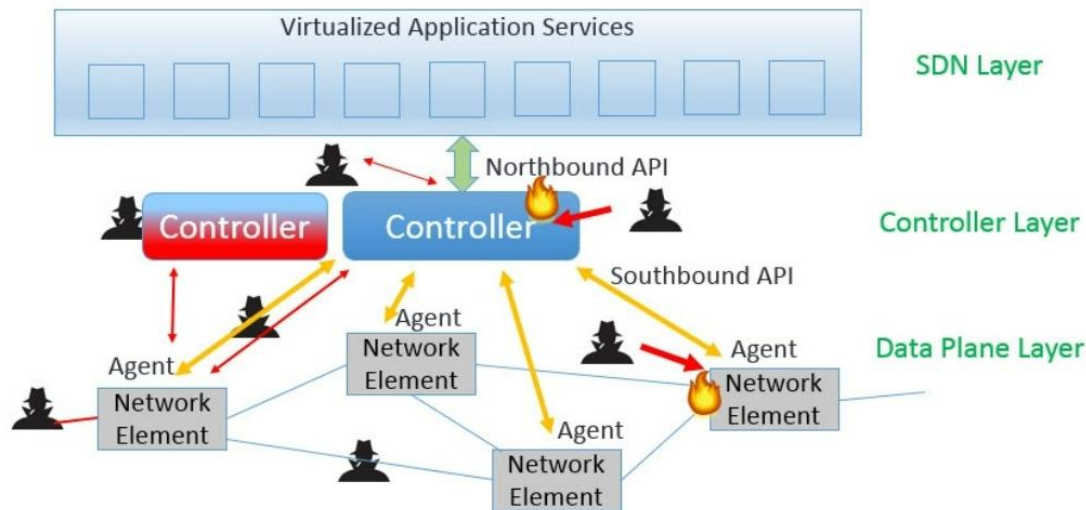 Virtualized Application Services
SDN Layer
Northbound API
Controller
Controller
Controller Layer
Southbound API
Agent
Network
Element
Agent
Network
Element
Agent
Network
Element
Agent
Network
Element
Data Plane Layer